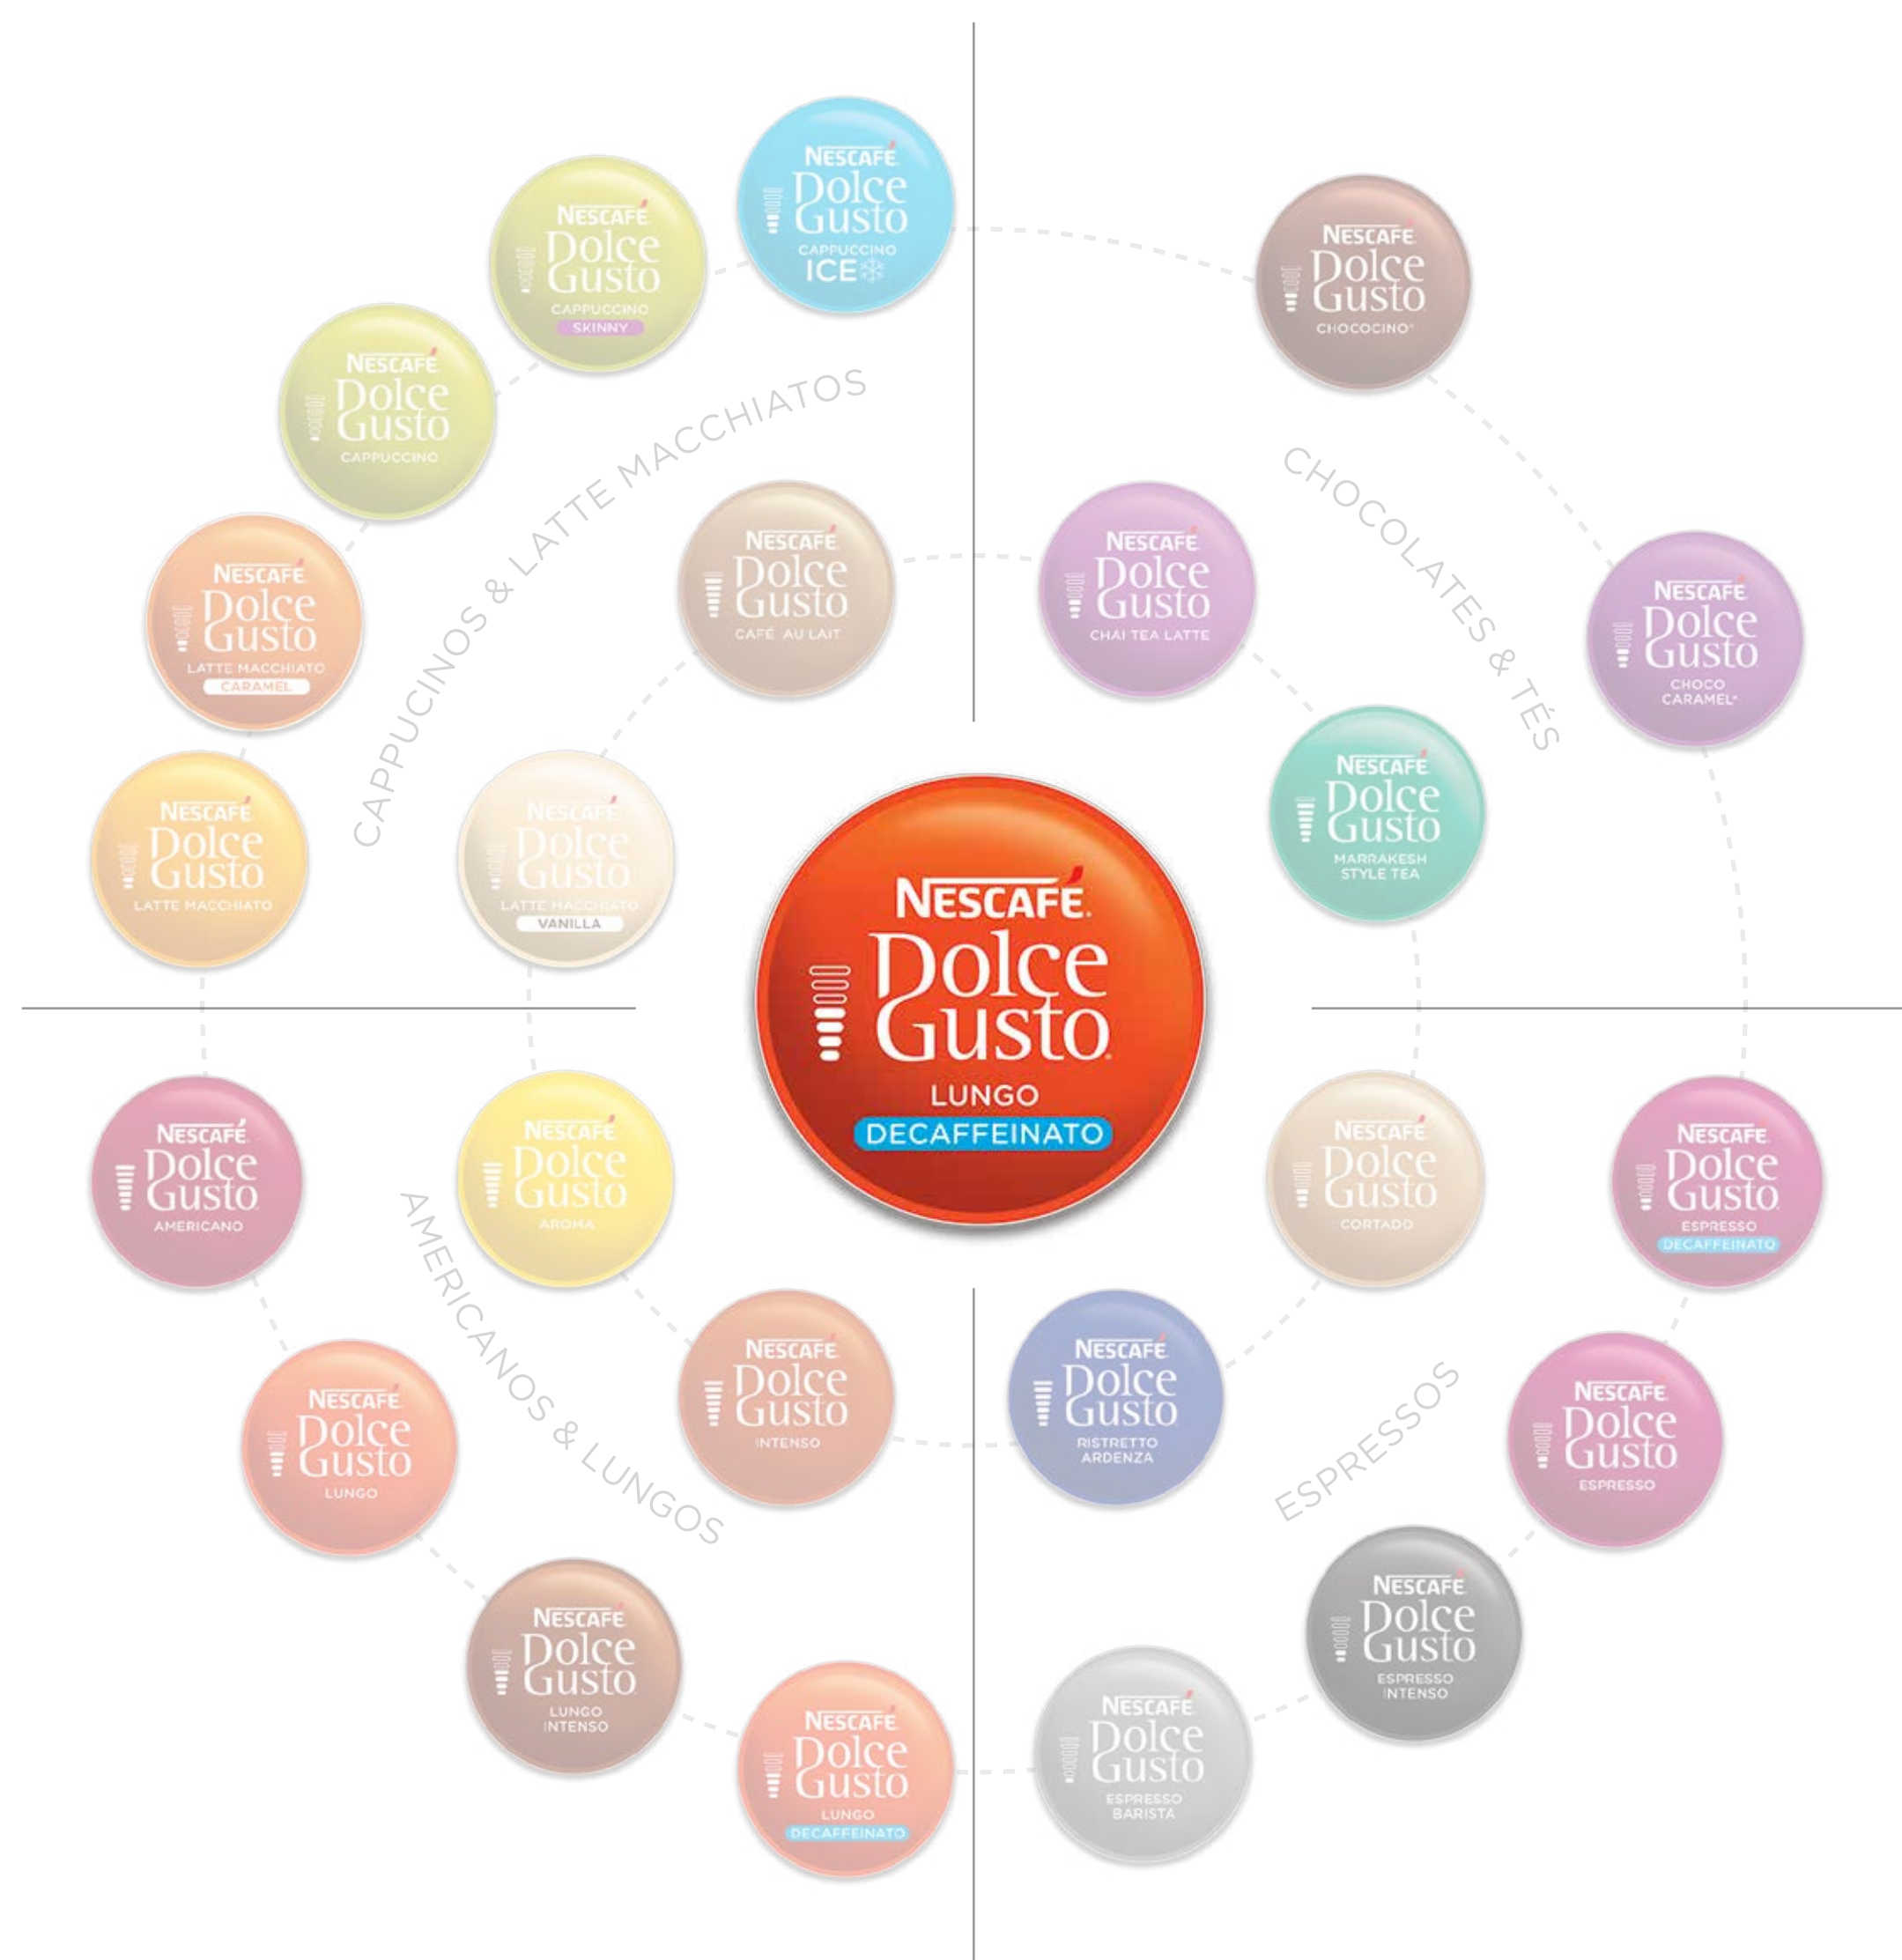 NESCAFÉ
Dolce
Gusto
CAPPUCCINO
ICE
NESCAFÉ
Dolce
Gusto
CAPPUCCINO
SKINNY
NESCAFÉ
Dolce
Gusto
CAPPUCCINO
NESCAFÉ
Dolce
Gusto
LATTE MACCHIATO
CARAMEL
NESCAFÉ
Dolce
Gusto
LATTE MACCHIATO
CAPPUCINOS & LATTE MACCHIATOS
NESCAFÉ
Dolce
Gusto
CAFÉ AU LAIT
NESCAFÉ
Dolce
Gusto
LATTE MACCHIATO
VANILLA
NESCAFÉ
Dolce
Gusto
CHOCOCINO*
CHOCOLATES & TÉS
NESCAFÉ
Dolce
Gusto
CHOCO
CARAMEL*
NESCAFÉ
Dolce
Gusto
CHAI TEA LATTE
NESCAFÉ
Dolce
Gusto
MARRAKESH
STYLE TEA
NESCAFÉ.
Dolce
Gusto
LUNGO
DECAFFEINATO
NESCAFÉ
Dolce
Gusto
AMERICANO
NESCAFÉ
Dolce
Gusto
AROMA
AMERICANOS & LUNGOS
NESCAFÉ
Dolce
Gusto
INTENSO
NESCAFÉ
Dolce
Gusto
LUNGO
NESCAFÉ
Dolce
Gusto
LUNGO
INTENSO
NESCAFÉ
Dolce
Gusto
LUNGO
DECAFFEINATO
NESCAFÉ
Dolce
Gusto
CORTADO
NESCAFÉ
Dolce
Gusto
ESPRESSO
DECAFFEINATO
NESCAFÉ
Dolce
Gusto
RISTRETTO
ARDENZA
ESPRESSOS
NESCAFÉ
Dolce
Gusto
ESPRESSO
NESCAFÉ
Dolce
Gusto
ESPRESSO
INTENSO
NESCAFÉ
Dolce
Gusto
ESPRESSO
BARISTA